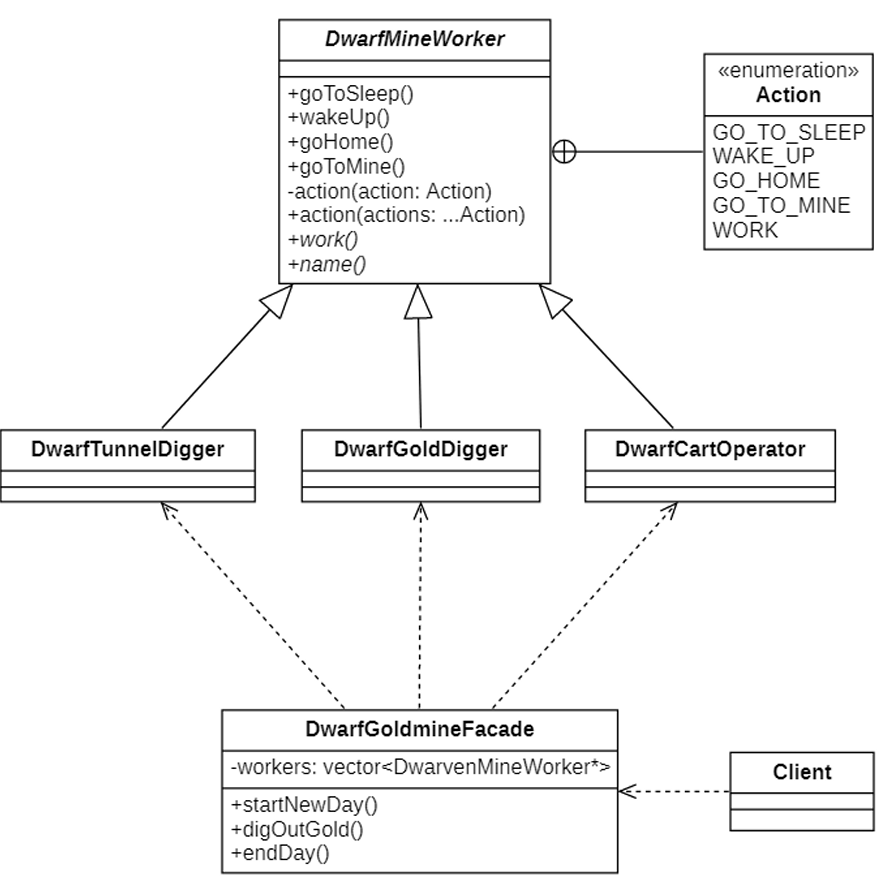 DwarfMineWorker
+goToSleep()
+wakeUp()
+goHome()
+goToMine()
-action(action: Action)
+action(actions: ...Action)
+work()
+name()
«enumeration»
Action
GO_TO_SLEEP
WAKE_UP
GO_HOME
GO_TO_MINE
WORK
DwarfTunnelDigger
DwarfGoldDigger
DwarfCartOperator
DwarfGoldmineFacade
-workers: vector<DwarvenMineWorker*>
+startNewDay()
+digOutGold()
+endDay()
Client